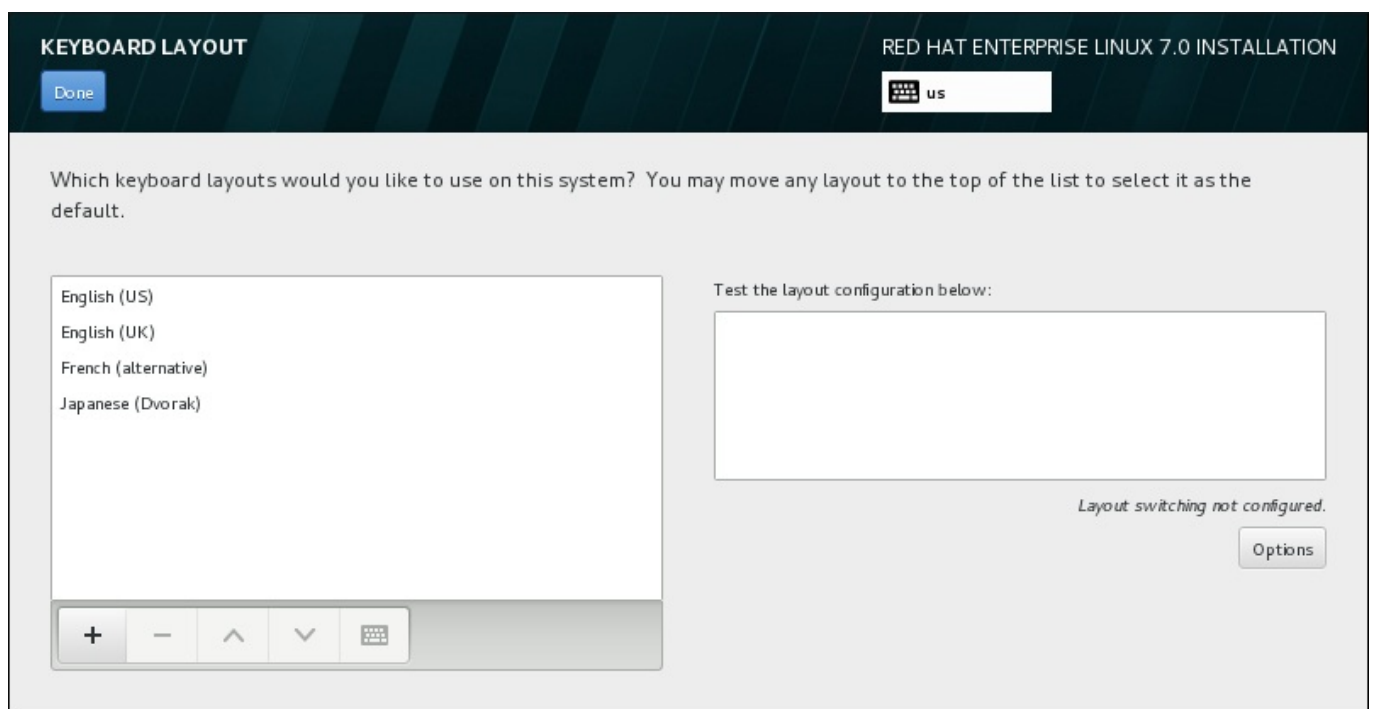 KEYBOARD LAYOUT
RED HAT ENTERPRISE LINUX 7.0 INSTALLATION
Done
us
Which keyboard layouts would you like to use on this system? You may move any layout to the top of the list to select it as the
default.
English (US)
English (UK)
French (alternative)
Japanese (Dvorak)
Test the layout configuration below:
Layout switching not configured.
Options